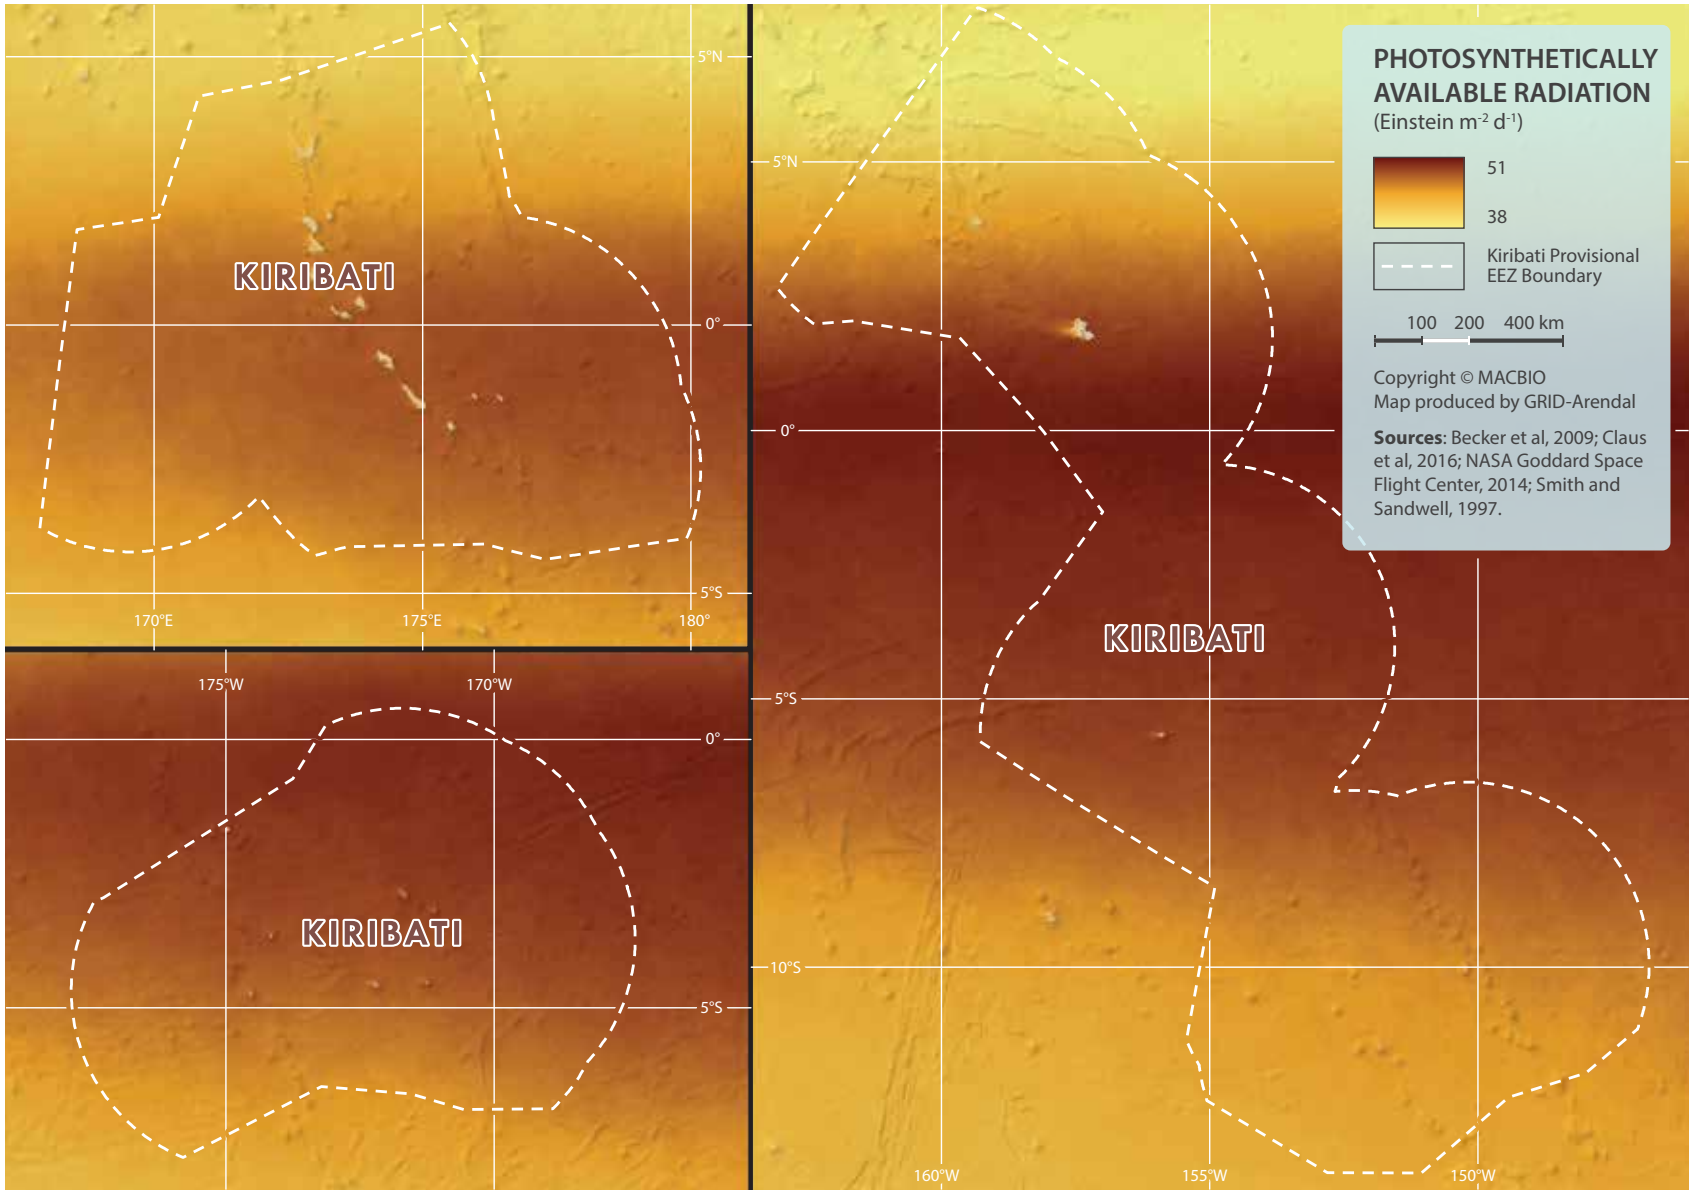 5°N
KIRIBATI
0°
5°S
170°E
175°E
180°
175°W
170°W
0°
KIRIBATI
5°S
5°N
0°
KIRIBATI
5°S
10°S
160°W
155°W
150°W
PHOTOSYNTHETICALLY
AVAILABLE RADIATION
(Einstein m⁻² d⁻¹)
51
38
Kiribati Provisional
EEZ Boundary
100 200 400 km
Copyright © MACBIO
Map produced by GRID-Arendal
Sources: Becker et al, 2009; Claus
et al, 2016; NASA Goddard Space
Flight Center, 2014; Smith and
Sandwell, 1997.